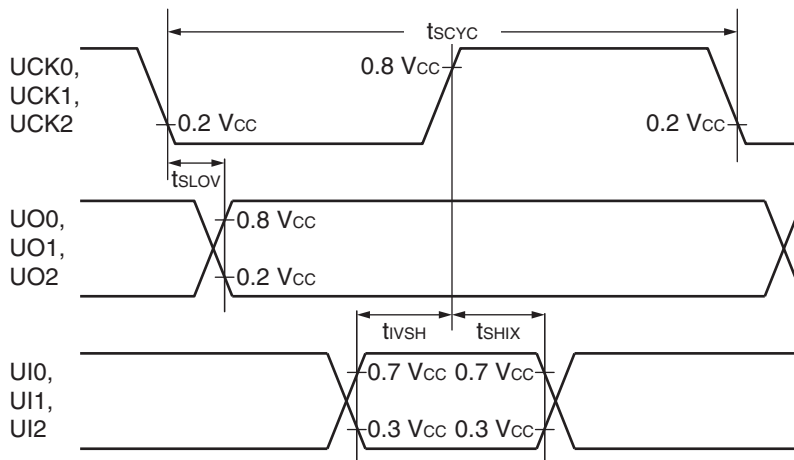 tSCYC
UCK0,
UCK1,
UCK2
0.8 VCC
0.2 VCC
0.2 VCC
tSLOV
UO0,
UO1,
UO2
0.8 VCC
0.2 VCC
tIVSH
tSHIX
UI0,
UI1,
UI2
0.7 VCC
0.7 VCC
0.3 VCC
0.3 VCC